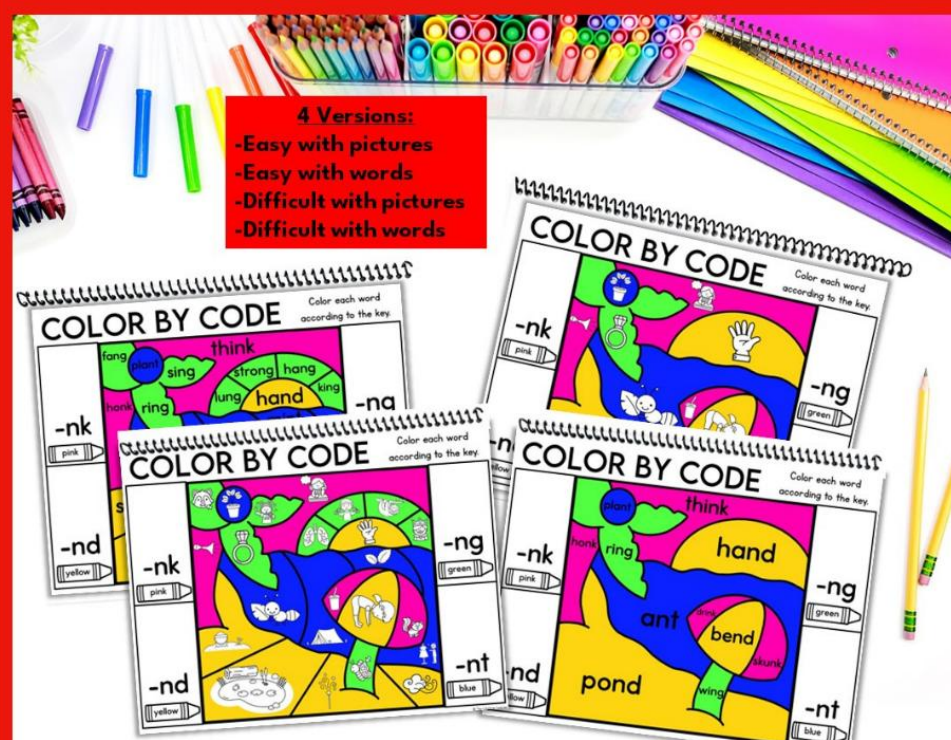 4 Versions:
-Easy with pictures
-Easy with words
-Difficult with pictures
-Difficult with words
COLOR BY CODE
Color each word
according to the key.
-nk
pink
-ng
green
COLOR BY CODE
Color each word
according to the key.
fang
plant
sing
think
strong
hang
lung
king
honk
ring
hand
-nk
pink
-ng
-nd
yellow
COLOR BY CODE
Color each word
according to the key.
-nk
pink
-ng
green
-nd
yellow
-nt
blue
COLOR BY CODE
Color each word
according to the key.
plant
think
honk
ring
hand
ant
drink
bend
skunk
wing
pond
-nk
pink
-ng
green
-nd
-nt
blue